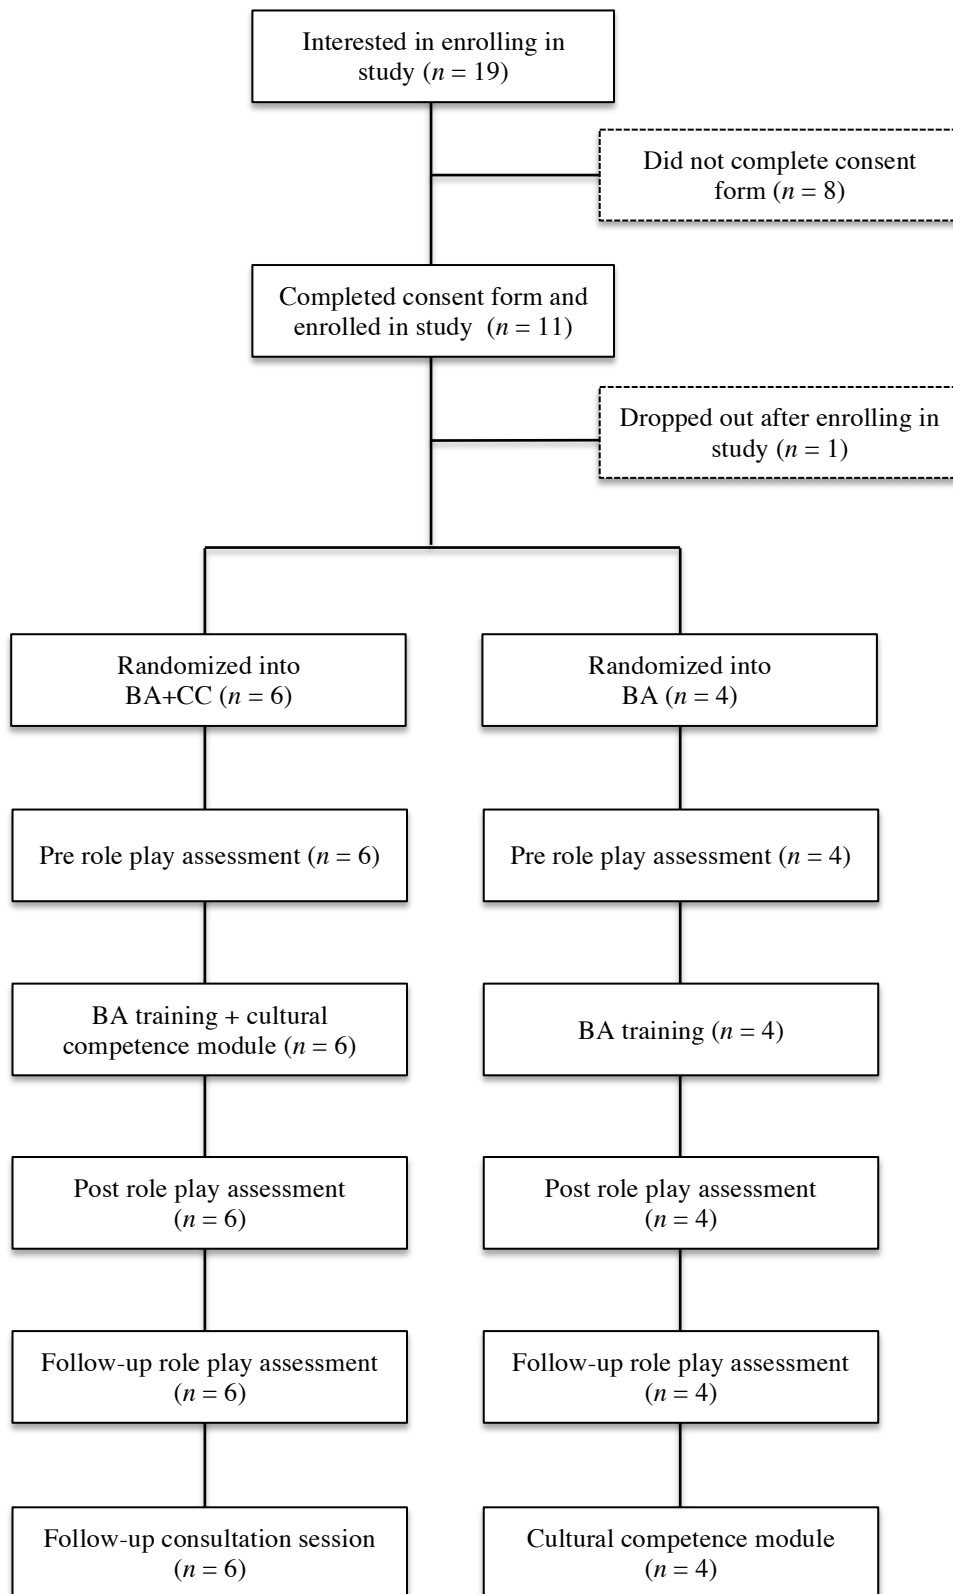 Interested in enrolling in
study (n = 19)
Did not complete consent
form (n = 8)
Completed consent form and
enrolled in study (n = 11)
Dropped out after enrolling in
study (n = 1)
Randomized into
BA+CC (n = 6)
Randomized into
BA (n = 4)
Pre role play assessment (n = 6)
Pre role play assessment (n = 4)
BA training + cultural
competence module (n = 6)
BA training (n = 4)
Post role play assessment
(n = 6)
Post role play assessment
(n = 4)
Follow-up role play assessment
(n = 6)
Follow-up role play assessment
(n = 4)
Follow-up consultation session
(n = 6)
Cultural competence module
(n = 4)